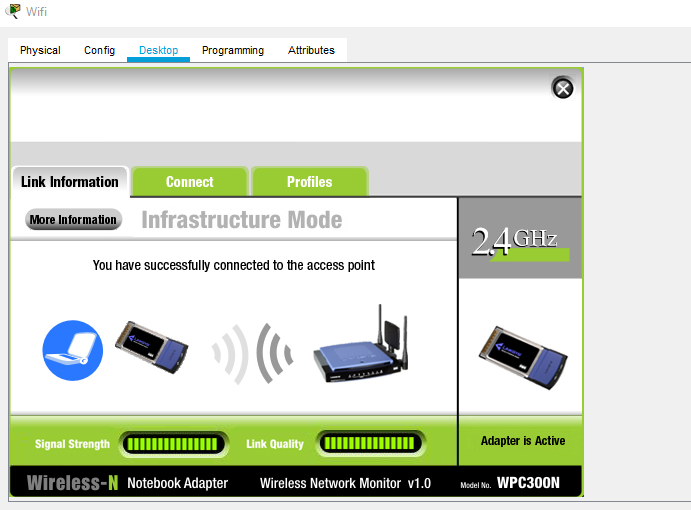 Wifi
Physical Config Desktop Programming Attributes
Link Information Connect Profiles
More Information Infrastructure Mode
2.4GHz
You have successfully connected to the access point
Signal Strength Link Quality Adapter is Active
Wireless-N Notebook Adapter Wireless Network Monitor v1.0 Model No. WPC300N